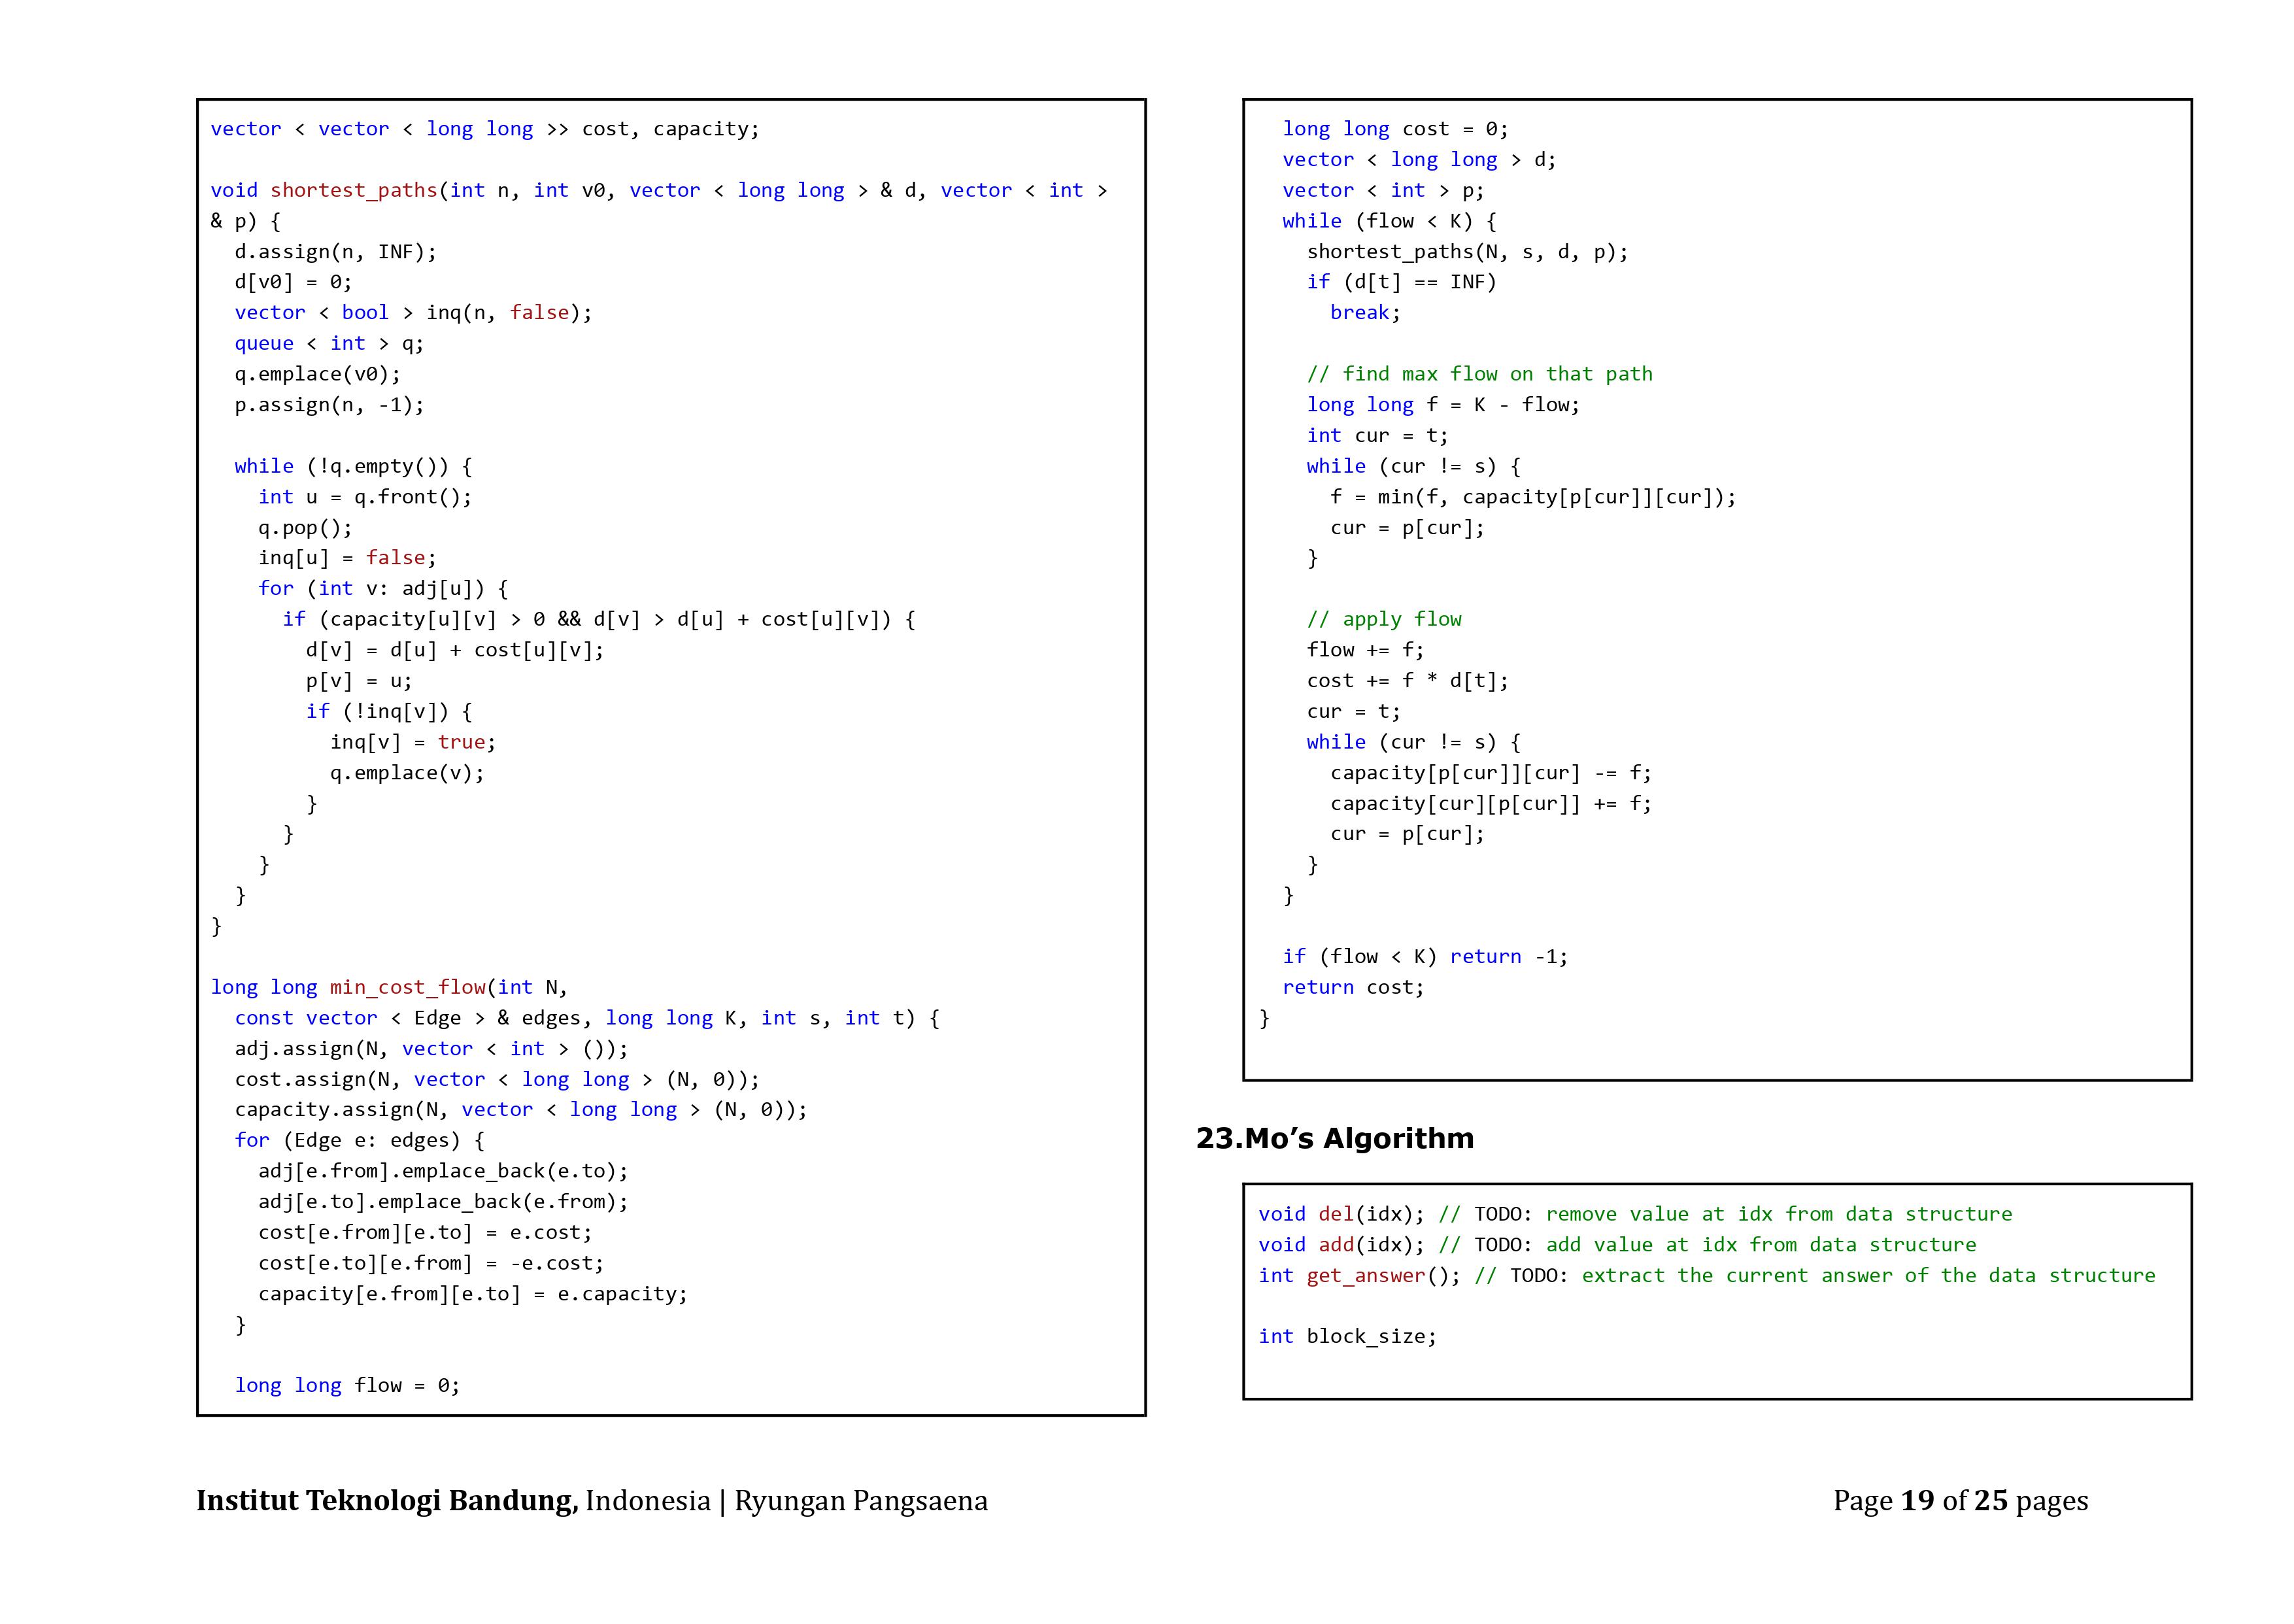 vector < vector < long long >> cost, capacity;

void shortest_paths(int n, int v0, vector < long long > & d, vector < int >
& p) {
  d.assign(n, INF);
  d[v0] = 0;
  vector < bool > inq(n, false);
  queue < int > q;
  q.emplace(v0);
  p.assign(n, -1);

  while (!q.empty()) {
    int u = q.front();
    q.pop();
    inq[u] = false;
    for (int v: adj[u]) {
      if (capacity[u][v] > 0 && d[v] > d[u] + cost[u][v]) {
        d[v] = d[u] + cost[u][v];
        p[v] = u;
        if (!inq[v]) {
          inq[v] = true;
          q.emplace(v);
        }
      }
    }
  }
}

long long min_cost_flow(int N,
  const vector < Edge > & edges, long long K, int s, int t) {
  adj.assign(N, vector < int > ());
  cost.assign(N, vector < long long > (N, 0));
  capacity.assign(N, vector < long long > (N, 0));
  for (Edge e: edges) {
    adj[e.from].emplace_back(e.to);
    adj[e.to].emplace_back(e.from);
    cost[e.from][e.to] = e.cost;
    cost[e.to][e.from] = -e.cost;
    capacity[e.from][e.to] = e.capacity;
  }

  long long flow = 0;
  long long cost = 0;
  vector < long long > d;
  vector < int > p;
  while (flow < K) {
    shortest_paths(N, s, d, p);
    if (d[t] == INF)
      break;

    // find max flow on that path
    long long f = K - flow;
    int cur = t;
    while (cur != s) {
      f = min(f, capacity[p[cur]][cur]);
      cur = p[cur];
    }

    // apply flow
    flow += f;
    cost += f * d[t];
    cur = t;
    while (cur != s) {
      capacity[p[cur]][cur] -= f;
      capacity[cur][p[cur]] += f;
      cur = p[cur];
    }
  }

  if (flow < K) return -1;
  return cost;
}

23.Mo’s Algorithm

void del(idx); // TODO: remove value at idx from data structure
void add(idx); // TODO: add value at idx from data structure
int get_answer(); // TODO: extract the current answer of the data structure

int block_size;

Institut Teknologi Bandung, Indonesia | Ryungan Pangsaena
Page 19 of 25 pages